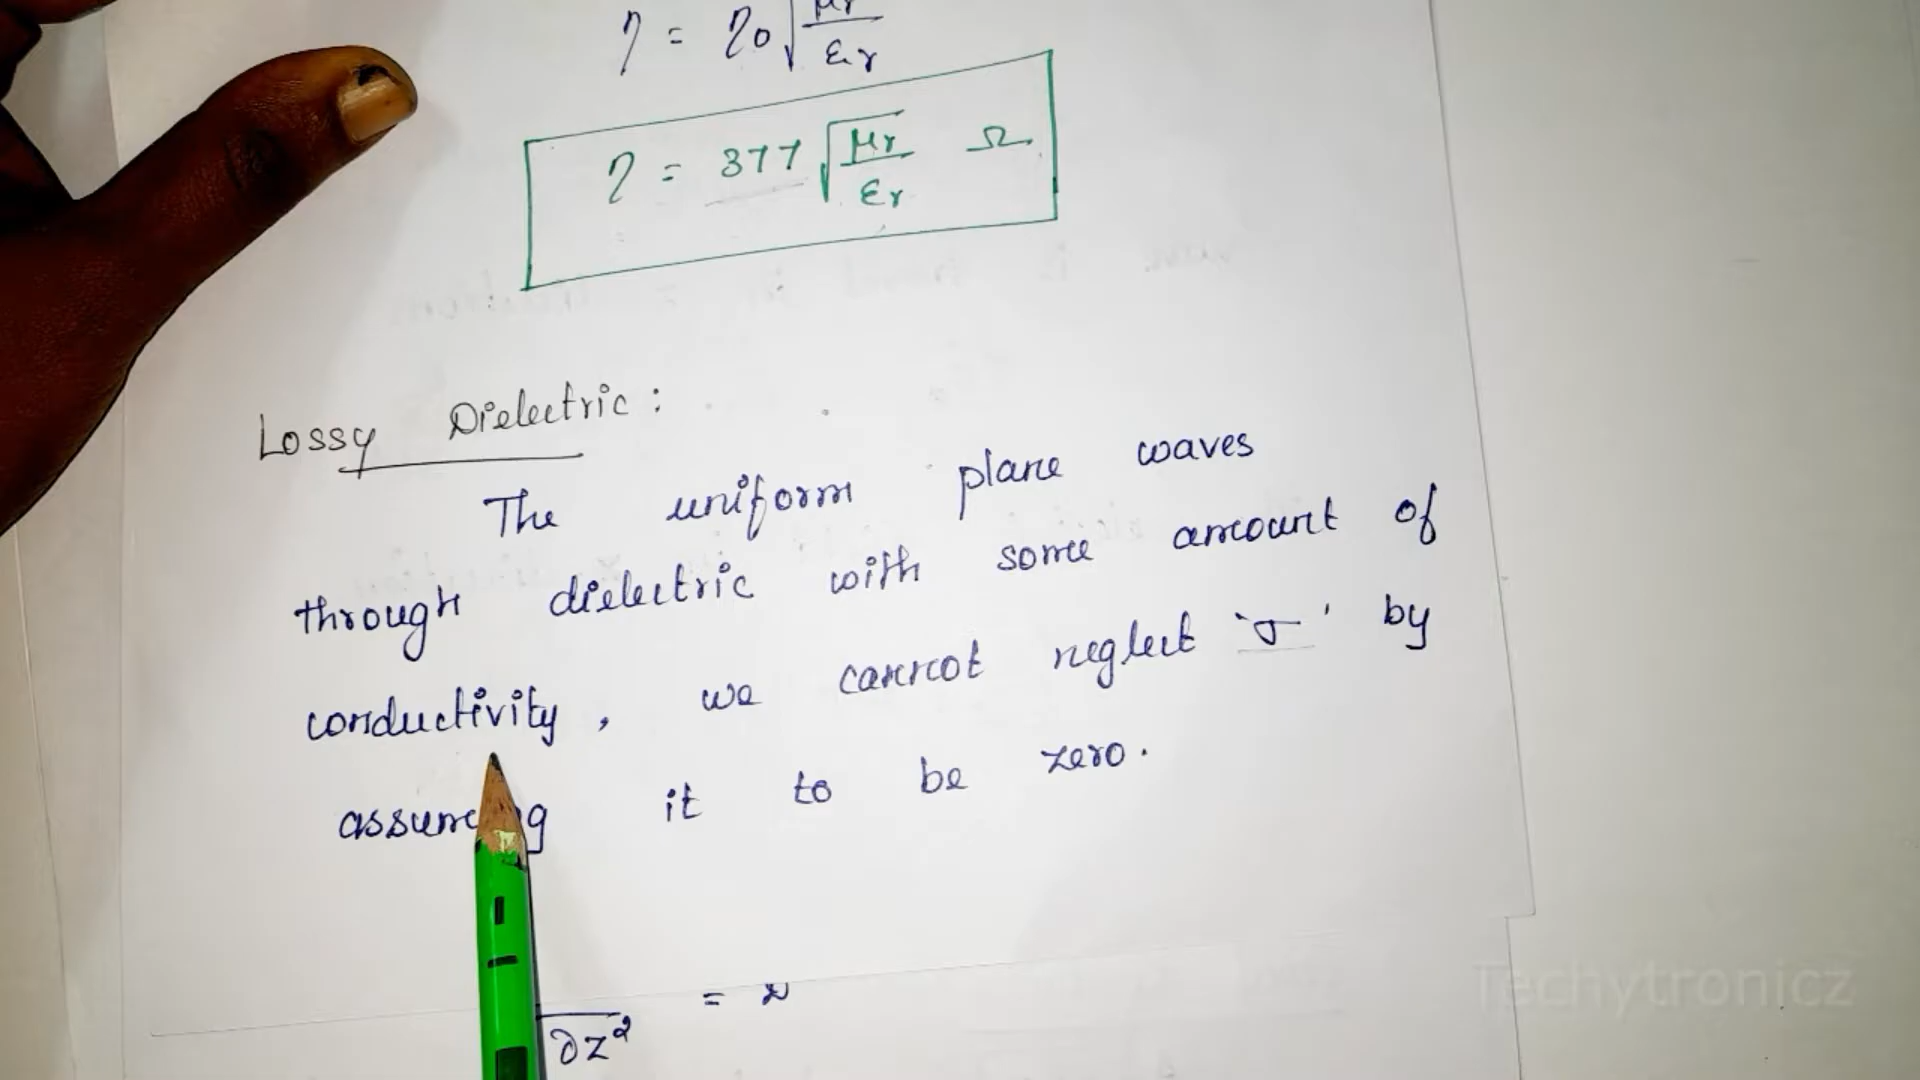 η = η0 √μr/εr
η = 377 √μr/εr Ω
Lossy Dielectric :
The uniform plane waves
through dielectric with some amount of
conductivity, we cannot neglect 'σ' by
assuming it to be zero.
∂z² =
Techytronicz